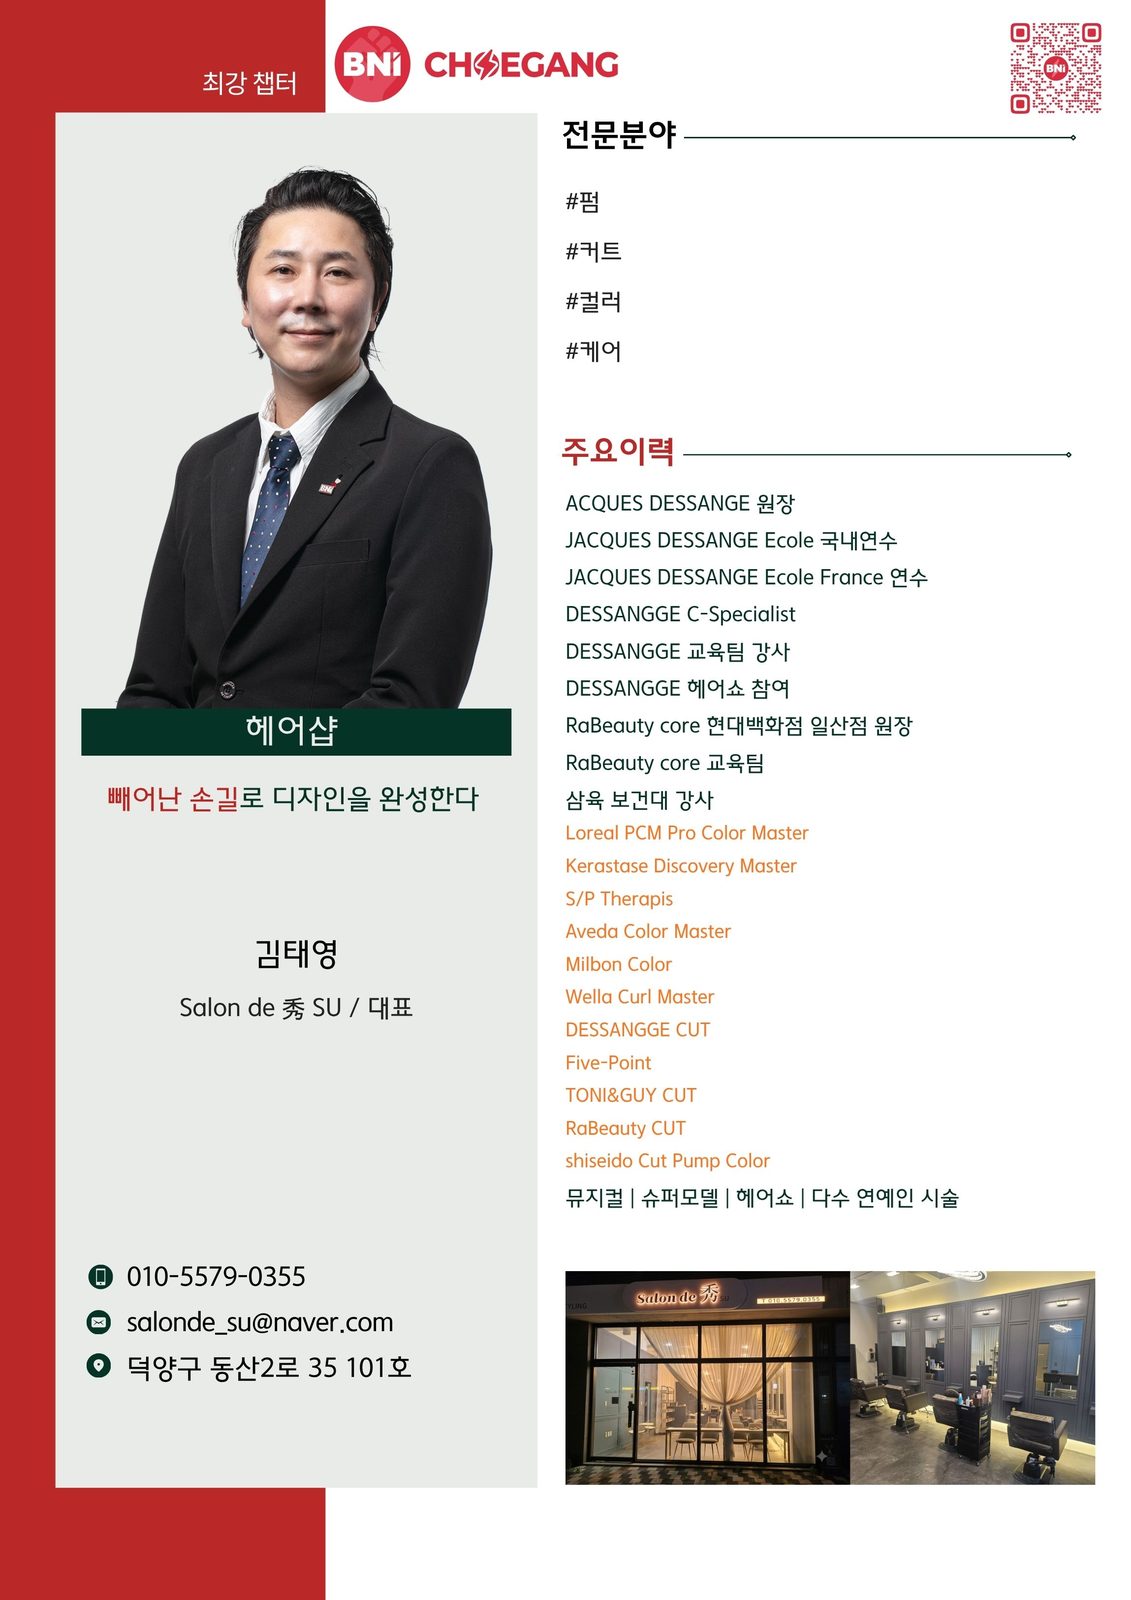 최강 챕터
BNI CHOEGANG
BNI
전문분야
#펌
#커트
#컬러
#케어
BNI
주요이력
ACQUES DESSANGE 원장
JACQUES DESSANGE Ecole 국내연수
JACQUES DESSANGE Ecole France 연수
DESSANGGE C-Specialist
DESSANGGE 교육팀 강사
DESSANGGE 헤어쇼 참여
RaBeauty core 현대백화점 일산점 원장
RaBeauty core 교육팀
삼육 보건대 강사
Loreal PCM Pro Color Master
Kerastase Discovery Master
S/P Therapis
Aveda Color Master
Milbon Color
Wella Curl Master
DESSANGGE CUT
Five-Point
TONI&GUY CUT
RaBeauty CUT
shiseido Cut Pump Color
뮤지컬 | 슈퍼모델 | 헤어쇼 | 다수 연예인 시술
헤어샵
빼어난 손길로 디자인을 완성한다
김태영
Salon de 秀 SU / 대표
010-5579-0355
salonde_su@naver.com
덕양구 동산2로 35 101호
Salon de 秀 SU
T.010.5579.0355